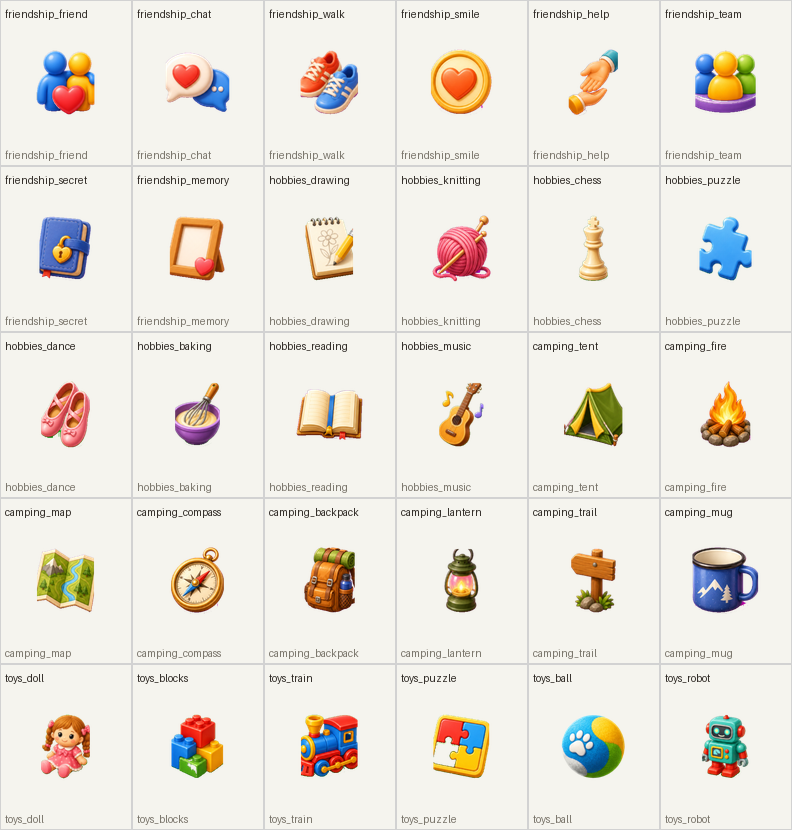 friendship_friend friendship_chat friendship_walk friendship_smile friendship_help friendship_team
friendship_friend friendship_chat friendship_walk friendship_smile friendship_help friendship_team
friendship_secret friendship_memory hobbies_drawing hobbies_knitting hobbies_chess hobbies_puzzle
friendship_secret friendship_memory hobbies_drawing hobbies_knitting hobbies_chess hobbies_puzzle
hobbies_dance hobbies_baking hobbies_reading hobbies_music camping_tent camping_fire
hobbies_dance hobbies_baking hobbies_reading hobbies_music camping_tent camping_fire
camping_map camping_compass camping_backpack camping_lantern camping_trail camping_mug
camping_map camping_compass camping_backpack camping_lantern camping_trail camping_mug
toys_doll toys_blocks toys_train toys_puzzle toys_ball toys_robot
toys_doll toys_blocks toys_train toys_puzzle toys_ball toys_robot